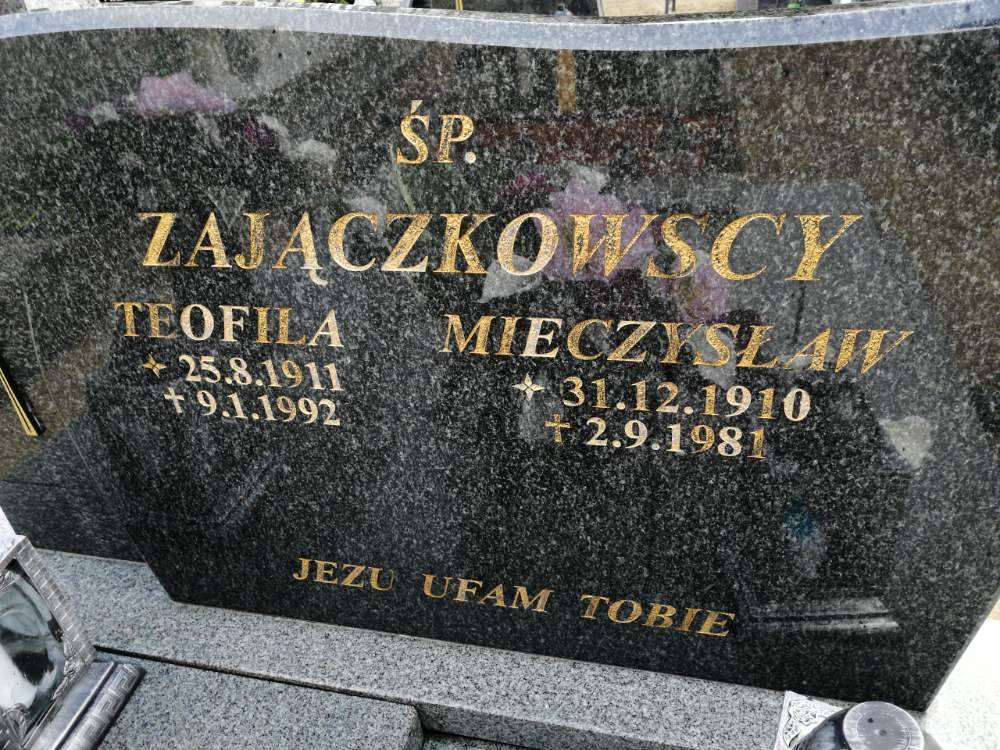 ŚP.
ZAJĄCZKOWSCY
TEOFILA
25.8.1911
9.1.1992
MIECZYSŁAW
31.12.1910
2.9.1981
JEZU UFAM TOBIE